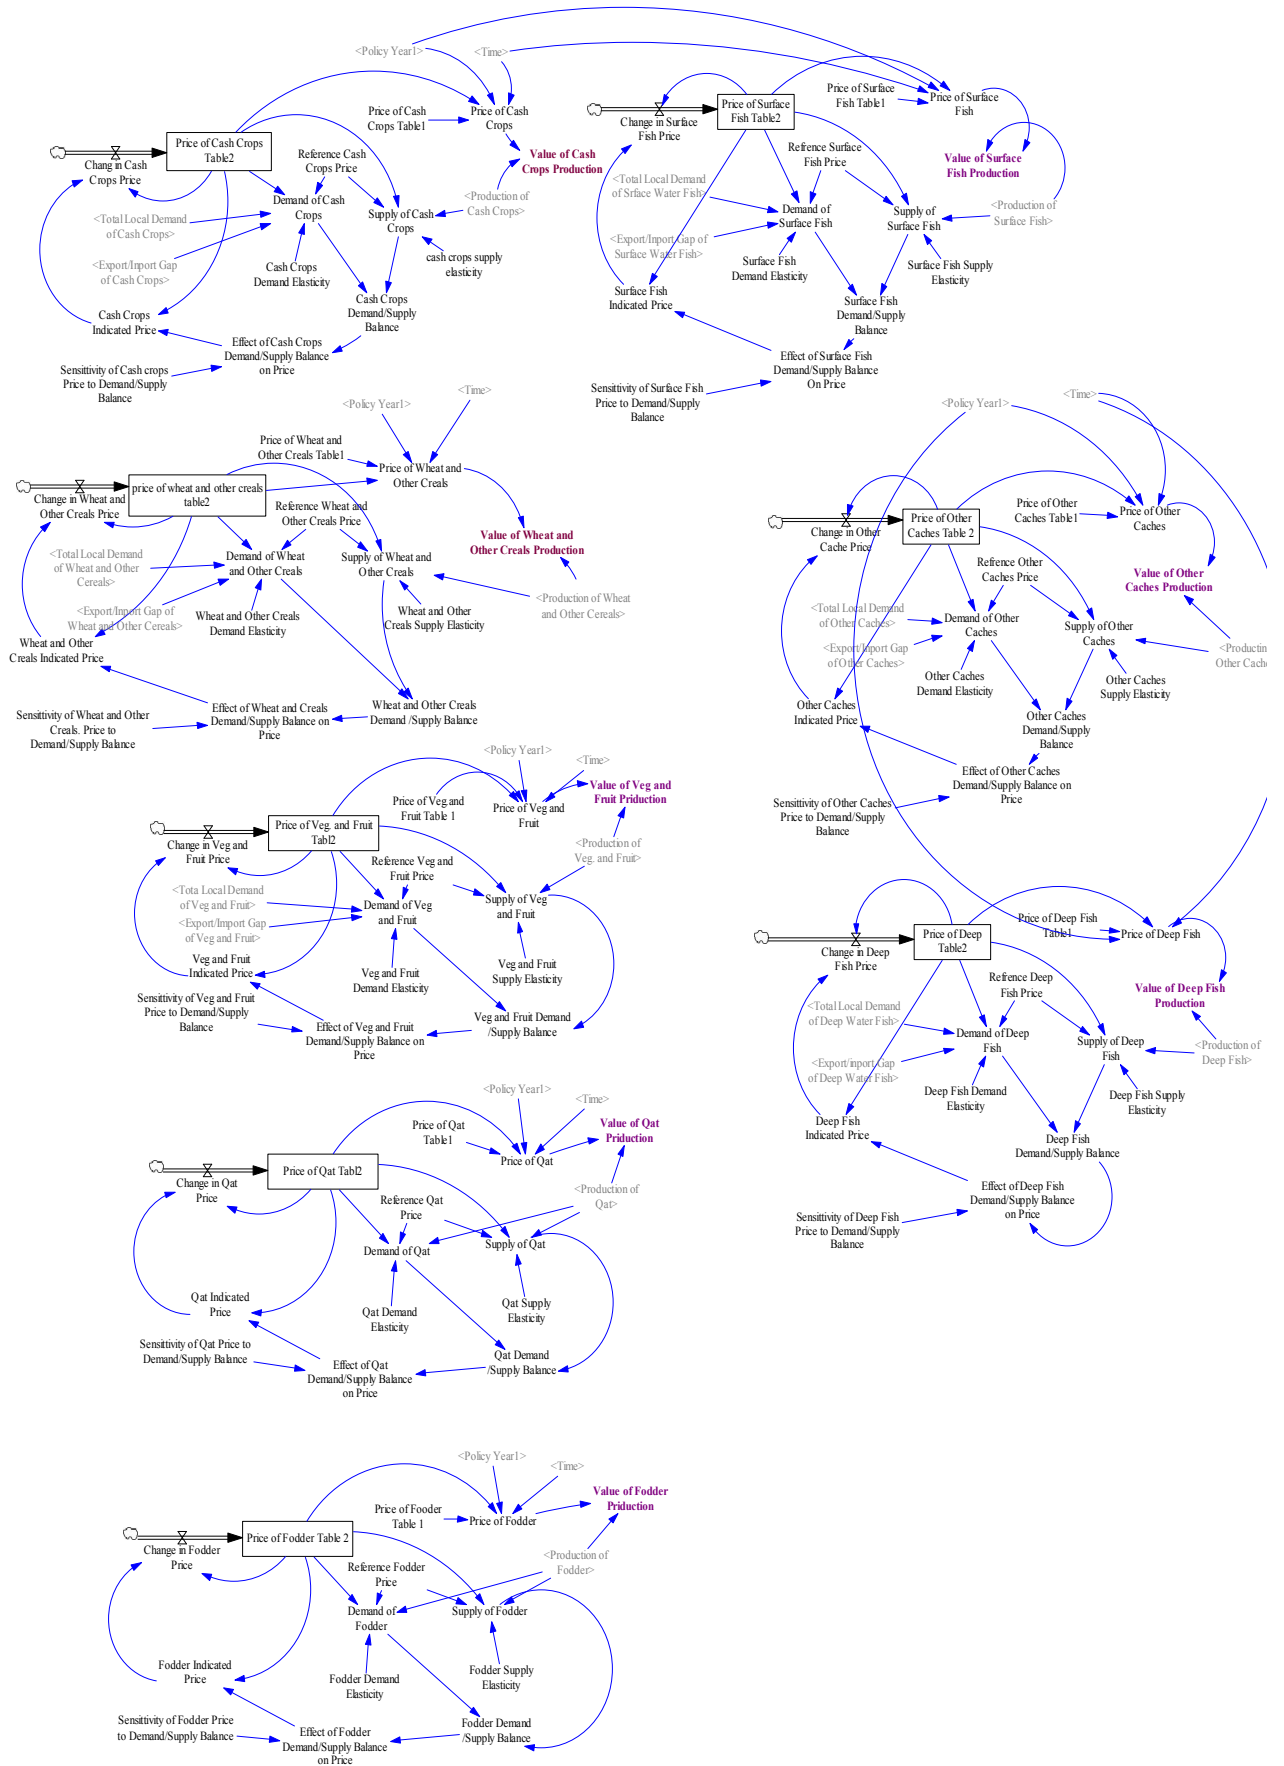 <Policy Year1>
<Time>
Price of Cash
Crops Table1
Price of Cash
Crops
Price of Cash Crops
Table2
Chang in Cash
Crops Price
Reference Cash
Crops Price
Value of Cash
Crops Production
<Production of
Cash Crops>
Demand of Cash
Crops
Supply of Cash
Crops
<Total Local Demand
of Cash Crops>
<Export/Inport Gap
of Cash Crops>
Cash Crops
Demand Elasticity
cash crops supply
elasticity
Cash Crops
Demand/Supply
Balance
Cash Crops
Indicated Price
Effect of Cash Crops
Demand/Supply Balance
on Price
Sensitivity of Cash crops
Price to Demand/Supply
Balance
Price of Surface
Fish Table2
Price of Surface
Fish Table1
Price of Surface
Fish
Change in Surface
Fish Price
Refrence Surface
Fish Price
Value of Surface
Fish Production
<Total Local Demand
of Srface Water Fish>
<Production of
Surface Fish>
Demand of
Surface Fish
Supply of
Surface Fish
<Export/Inport Gap of
Surface Water Fish>
Surface Fish
Demand Elasticity
Surface Fish Supply
Elasticity
Surface Fish
Indicated Price
Surface Fish
Demand/Supply
Balance
Effect of Surface Fish
Demand/Supply Balance
On Price
Sensittivity of Surface Fish
Price to Demand/Supply
Balance
<Time>
<Policy Year1>
Price of Wheat and
Other Creals Table1
Price of Wheat and
Other Creals
price of wheat and other creals
table2
Change in Wheat and
Other Creals Price
Reference Wheat and
Other Creals Price
Value of Wheat and
Other Creals Production
<Total Local Demand
of Wheat and Other
Cereals>
Demand of Wheat
and Other Creals
Supply of Wheat and
Other Creals
<Export/Inport Gap of
Wheat and Other Cereals>
Wheat and Other Creals
Demand Elasticity
Wheat and Other
Creals Supply Elasticity
<Production of Wheat
and Other Cereals>
Wheat and Other
Creals Indicated Price
Sensitivity of Wheat and Other
Creals. Price to
Demand/Supply Balance
Effect of Wheat and Creals
Demand/Supply Balance on
Price
Wheat and Other Creals
Demand /Supply Balance
<Policy Year1>
<Time>
Price of Other
Caches Table 2
Price of Other
Caches Table1
Price of Other
Caches
Change in Other
Cache Price
Refrence Other
Caches Price
Value of Other
Caches Production
<Total Local Demand
of Other Caches>
Demand of Other
Caches
Supply of Other
Caches
<Export/Inport Gap
of Other Caches>
<Productin
Other Cach
Other Caches
Demand Elasticity
Other Caches
Supply Elasticity
Other Caches
Indicated Price
Other Caches
Demand/Supply
Balance
Effect of Other Caches
Demand/Supply Balance on
Price
Sensitivity of Other Caches
Price to Demand/Supply
Balance
<Policy Year1>
<Time>
Value of Veg and
Fruit Priduction
Price of Veg and
Fruit Table 1
Price of Veg and
Fruit
Price of Veg. and Fruit
Tabl2
Change in Veg and
Fruit Price
<Production of
Veg. and Fruit>
Reference Veg and
Fruit Price
<Tota Local Demand
of Veg and Fruit>
Demand of Veg
and Fruit
Supply of Veg
and Fruit
<Export/Import Gap
of Veg and Fruit>
Veg and Fruit
Indicated Price
Veg and Fruit
Demand Elasticity
Veg and Fruit
Supply Elasticity
Sensitivity of Veg and Fruit
Price to Demand/Supply
Balance
Effect of Veg and Fruit
Demand/Supply Balance on
Price
Veg and Fruit Demand
/Supply Balance
Price of Deep
Table2
Price of Deep Fish
Table1
Price of Deep Fish
Change in Deep
Fish Price
Refrence Deep
Fish Price
Value of Deep Fish
Production
<Total Local Demand
of Deep Water Fish>
Demand of Deep
Fish
Supply of Deep
Fish
<Production of
Deep Fish>
<Export/inport Gap
of Deep Water Fish>
Deep Fish Demand
Elasticity
Deep Fish Supply
Elasticity
Deep Fish
Indicated Price
Deep Fish
Demand/Supply Balance
Effect of Deep Fish
Demand/Supply Balance
on Price
Sensitivity of Deep Fish
Price to Demand/Supply
Balance
<Policy Year1>
<Time>
Price of Qat
Table1
Value of Qat
Priduction
Price of Qat
Price of Qat Tabl2
Change in Qat
Price
<Production of
Qat>
Reference Qat
Price
Demand of Qat
Supply of Qat
Qat Indicated
Price
Qat Demand
Elasticity
Qat Supply
Elasticity
Sensitivity of Qat Price to
Demand/Supply Balance
Effect of Qat
Demand/Supply Balance
on Price
Qat Demand
/Supply Balance
<Policy Year1>
<Time>
Value of Fodder
Priduction
Price of Fooder
Table 1
Price of Fodder
Price of Fodder Table 2
Change in Fodder
Price
<Production of
Fodder>
Reference Fodder
Price
Demand of
Fodder
Supply of Fodder
Fodder Indicated
Price
Fodder Demand
Elasticity
Fodder Supply
Elasticity
Sensitivity of Fodder Price
to Demand/Supply Balance
Effect of Fodder
Demand/Supply Balance
on Price
Fodder Demand
/Supply Balance